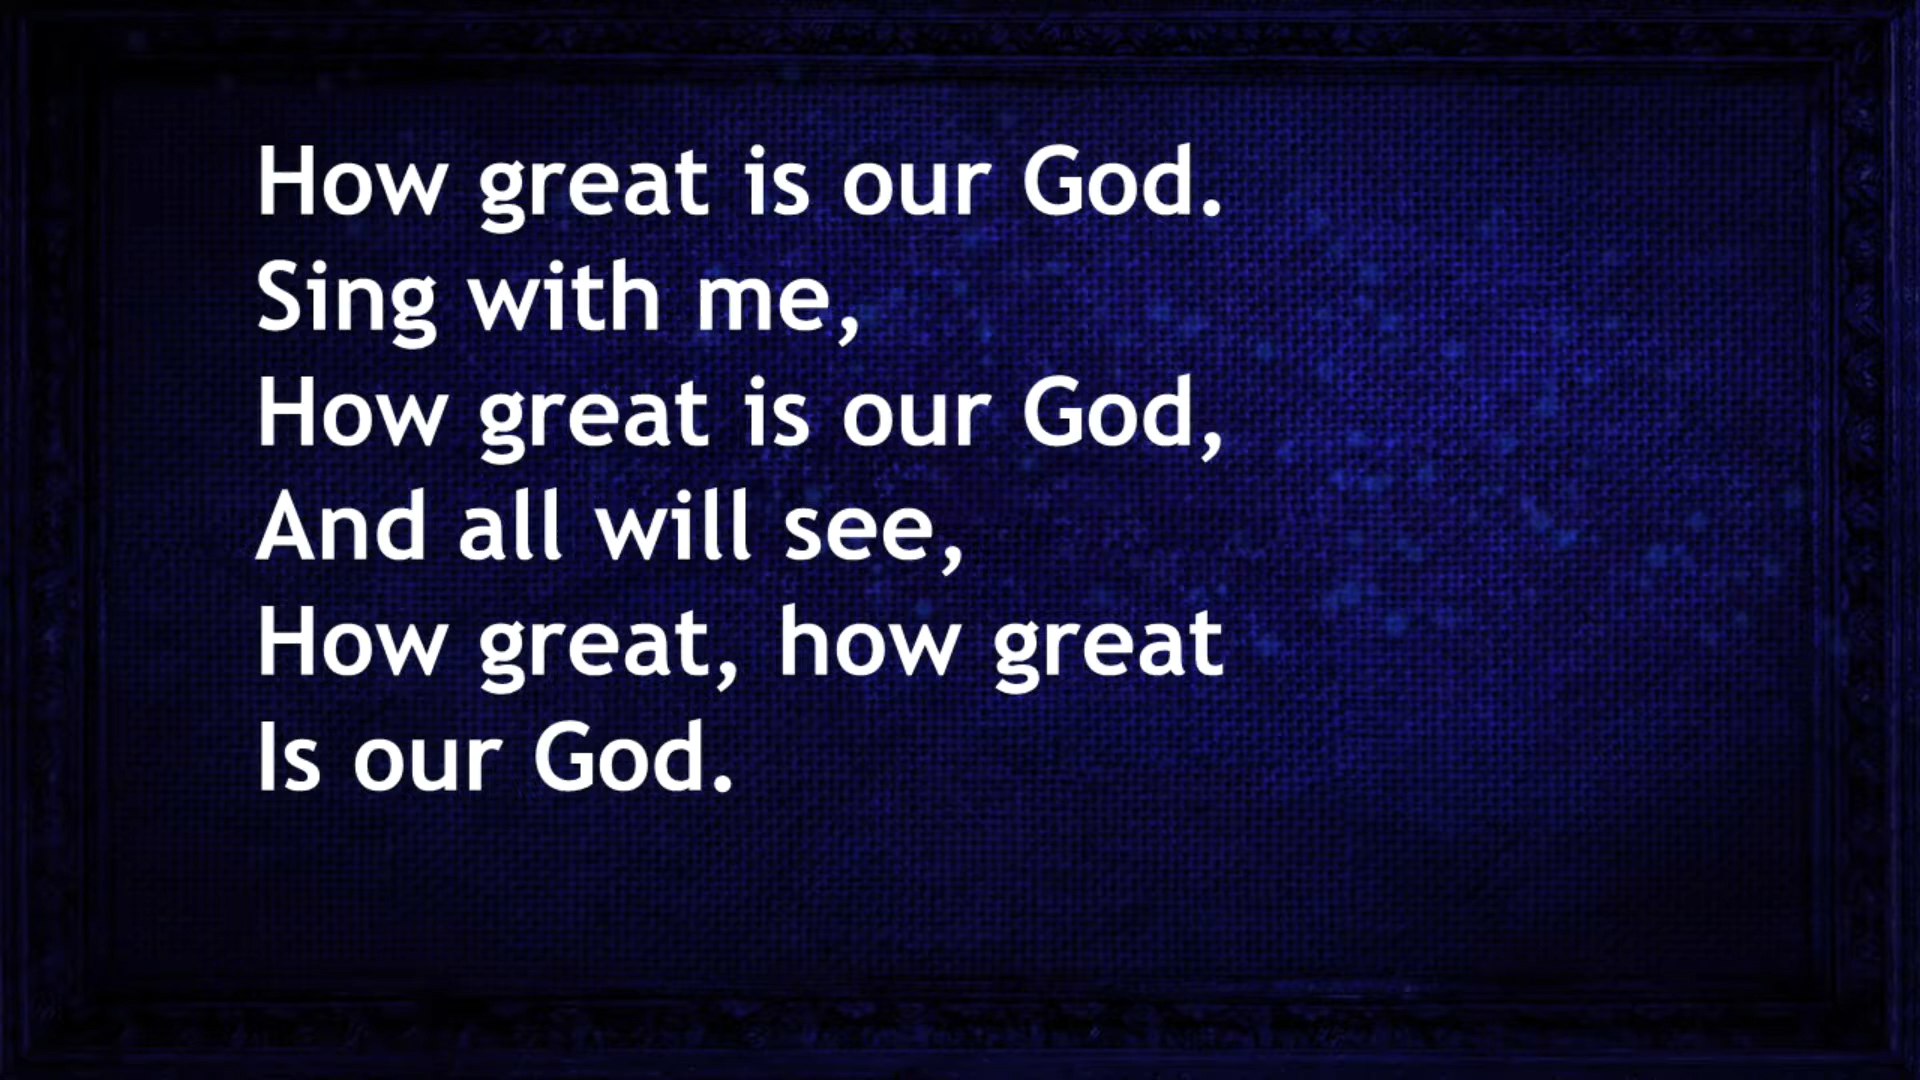 How great is our God.
Sing with me,
How great is our God,
And all will see,
How great, how great
Is our God.